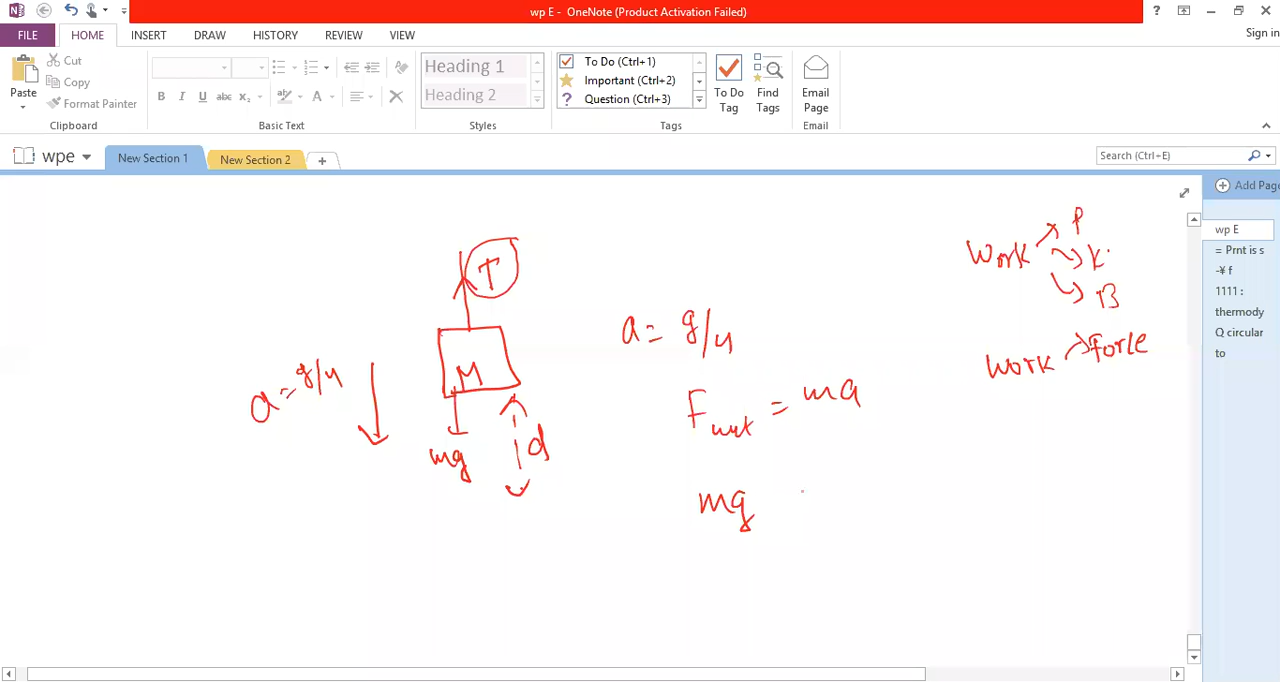 wp E - OneNote (Product Activation Failed)
FILE HOME INSERT DRAW HISTORY REVIEW VIEW
Sign in
Paste
Cut
Copy
Format Painter
Clipboard
B I U abc X₂ A
Basic Text
Heading 1
Heading 2
Styles
To Do (Ctrl+1)
Important (Ctrl+2)
Question (Ctrl+3)
Tags
To Do Tag
Find Tags
Email Page
Email
wpe
New Section 1
New Section 2
Search (Ctrl+E)
Add Page
wp E
= Prnt is s
-¥ f
1111 :
thermody
Q circular
to
T
M
mg
d
a = g/4
a = g/4
F = ma
mg
Work P
K
Work Force